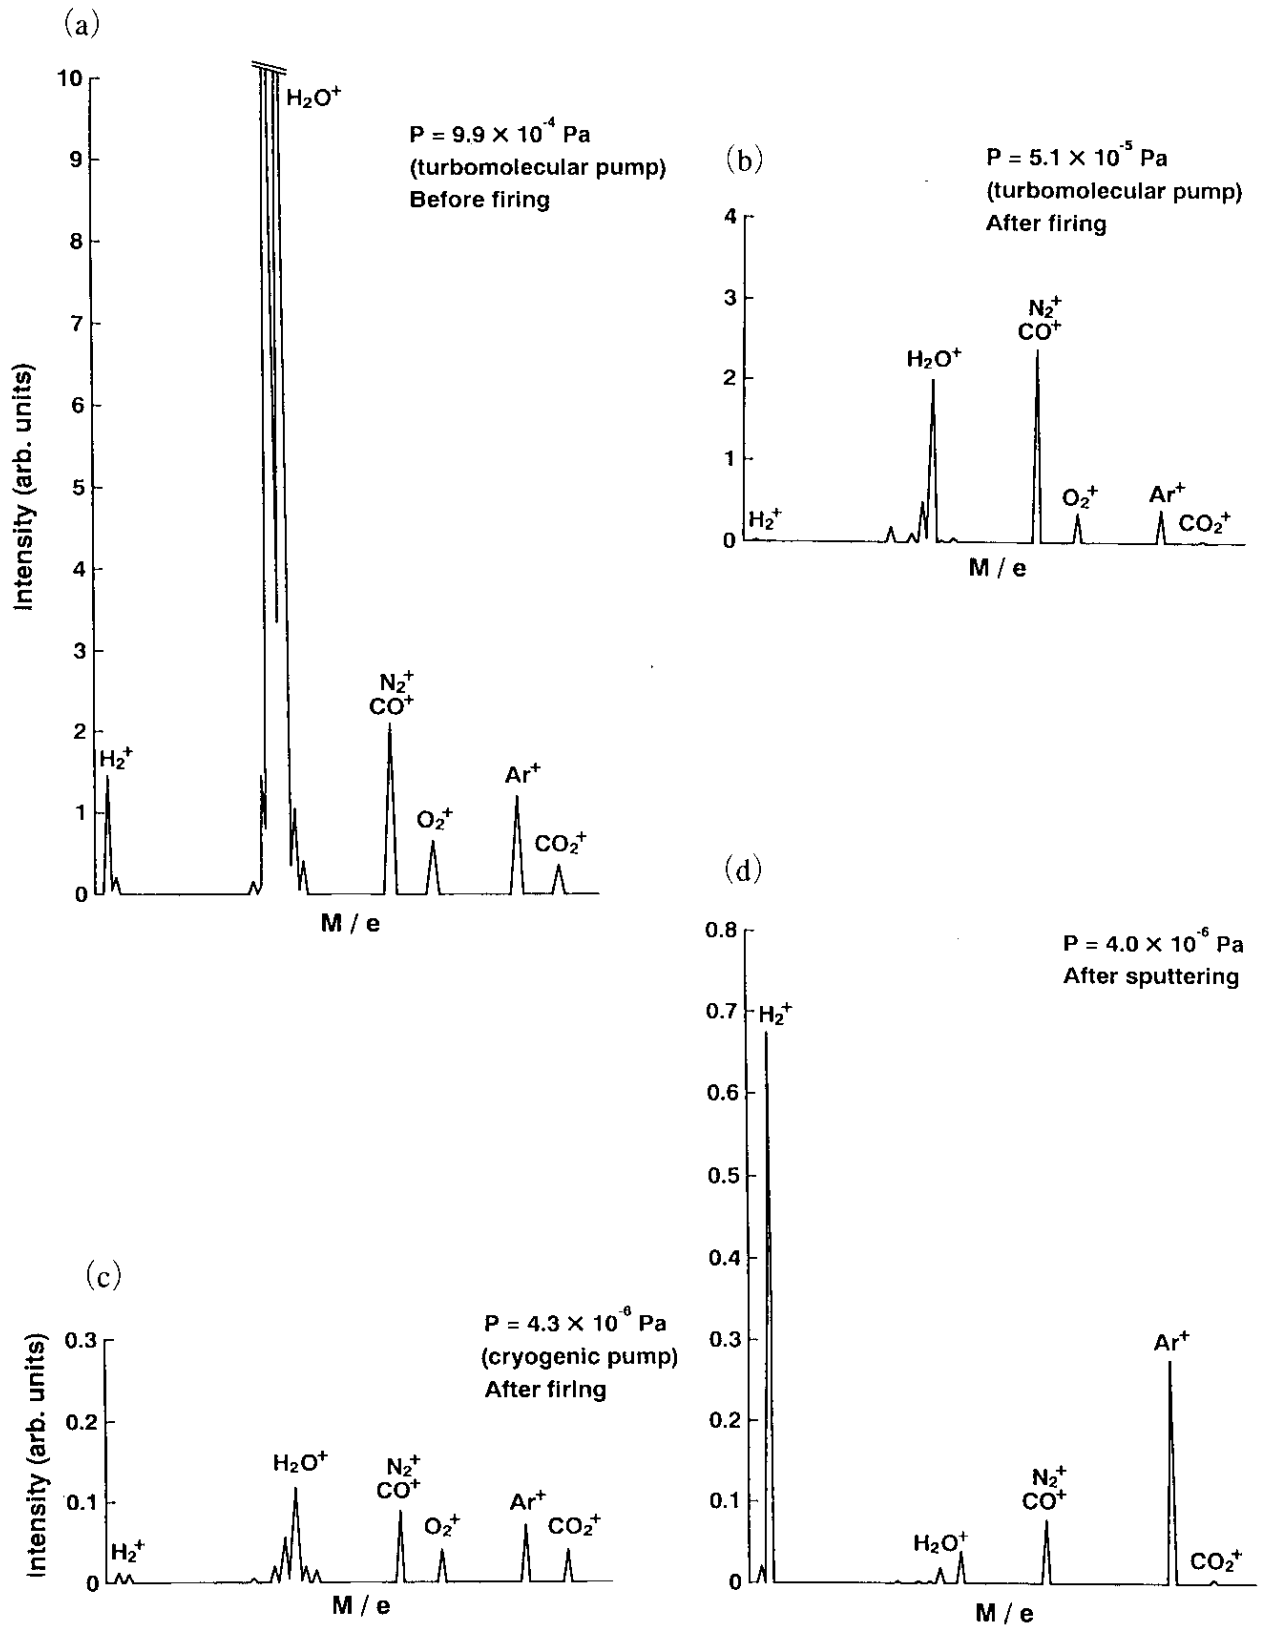 (a)
10
9
8
7
6
5
4
3
2
1
0
Intensity (arb. units)
H₂O⁺
P = 9.9 × 10⁻⁴ Pa
(turbomolecular pump)
Before firing
H₂⁺
N₂⁺
CO⁺
O₂⁺
Ar⁺
CO₂⁺
M / e
(b)
P = 5.1 × 10⁻⁵ Pa
(turbomolecular pump)
After firing
4
3
2
1
0
H₂⁺
H₂O⁺
N₂⁺
CO⁺
O₂⁺
Ar⁺
CO₂⁺
M / e
(c)
P = 4.3 × 10⁻⁶ Pa
(cryogenic pump)
After firing
0.3
0.2
0.1
0
Intensity (arb. units)
H₂⁺
H₂O⁺
N₂⁺
CO⁺
O₂⁺
Ar⁺
CO₂⁺
M / e
(d)
P = 4.0 × 10⁻⁶ Pa
After sputtering
0.8
0.7
0.6
0.5
0.4
0.3
0.2
0.1
0
H₂⁺
H₂O⁺
N₂⁺
CO⁺
Ar⁺
CO₂⁺
M / e